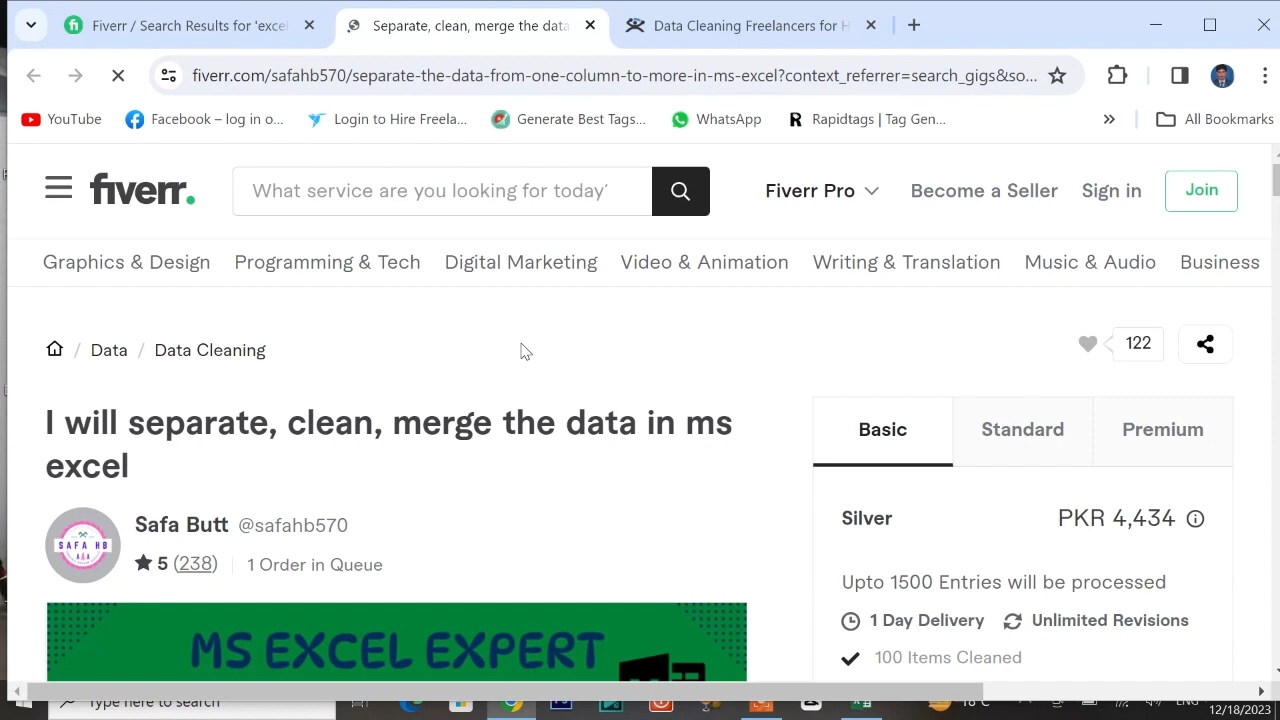 Fiverr / Search Results for 'excel
Separate, clean, merge the data
Data Cleaning Freelancers for H
fiverr.com/safahb570/separate-the-data-from-one-column-to-more-in-ms-excel?context_referrer=search_gigs&so...
YouTube
Facebook – log in o...
Login to Hire Freela...
Generate Best Tags...
WhatsApp
Rapidtags | Tag Gen...
All Bookmarks
fiverr.
What service are you looking for today?
Fiverr Pro
Become a Seller
Sign in
Join
Graphics & Design
Programming & Tech
Digital Marketing
Video & Animation
Writing & Translation
Music & Audio
Business
/ Data / Data Cleaning
122
I will separate, clean, merge the data in ms
excel
SAFA HB
Safa Butt @safahb570
5 (238)
1 Order in Queue
MS EXCEL EXPERT
Basic
Standard
Premium
Silver
PKR 4,434
Upto 1500 Entries will be processed
1 Day Delivery
Unlimited Revisions
100 Items Cleaned
Type here to search
12/18/2023